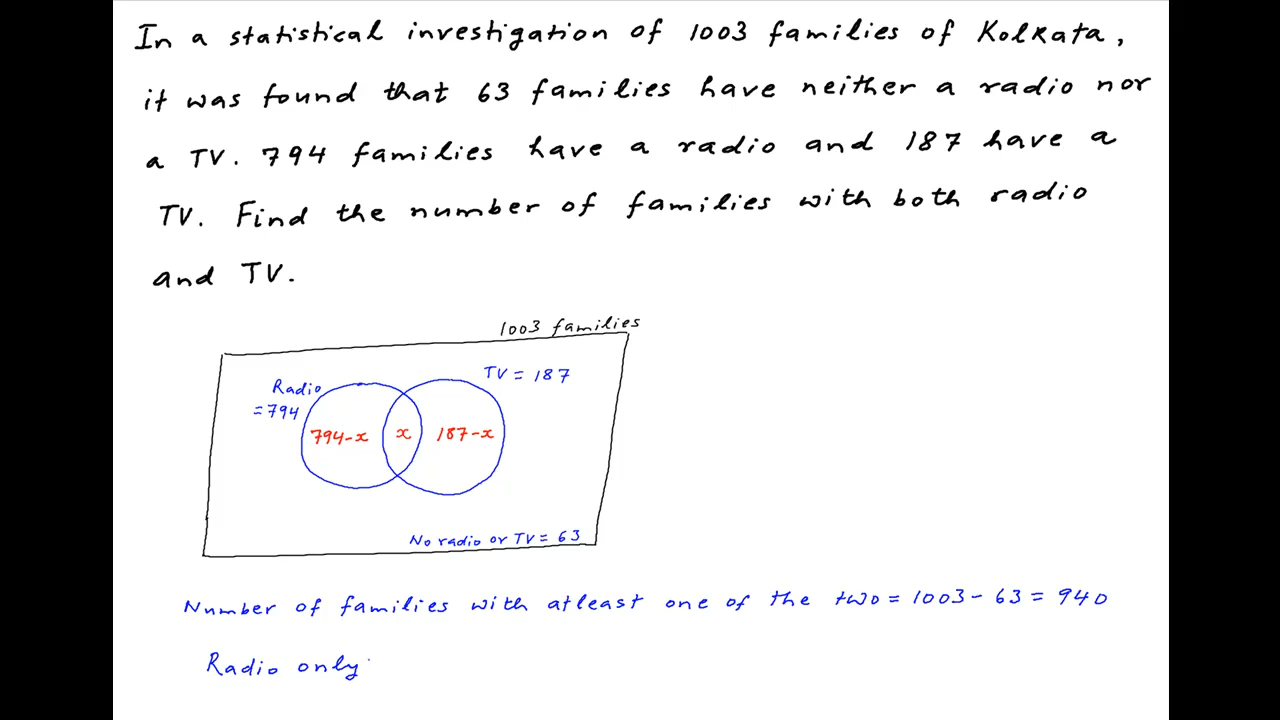 In a statistical investigation of 1003 families of Kolkata,
it was found that 63 families have neither a radio nor
a TV. 794 families have a radio and 187 have a
TV. Find the number of families with both radio
and TV.
1003 families
TV = 187
Radio
= 794
794-x x 187-x
No radio or TV = 63
Number of families with atleast one of the two = 1003 - 63 = 940
Radio only